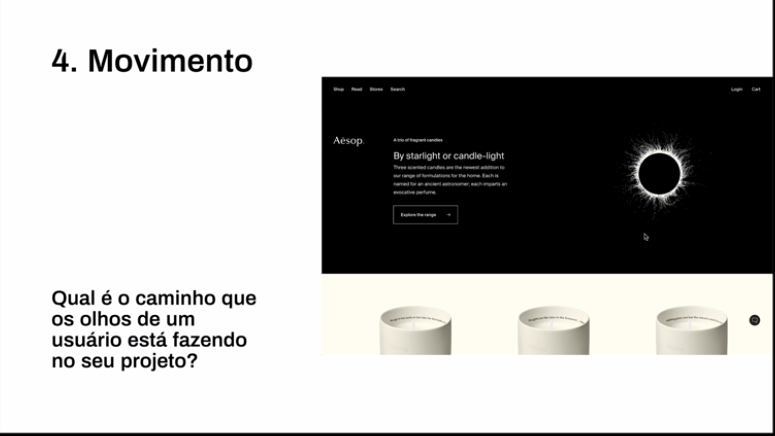 4. Movimento
Shop Read Stores Search
Login Cart
Aēsop.
A trio of fragrant candles
By starlight or candle-light
Three scented candles are the newest addition to
our range of formulations for the home. Each is
named for an ancient astronomer; each imparts an
evocative perfume.
Explore the range →
Qual é o caminho que
os olhos de um
usuário está fazendo
no seu projeto?